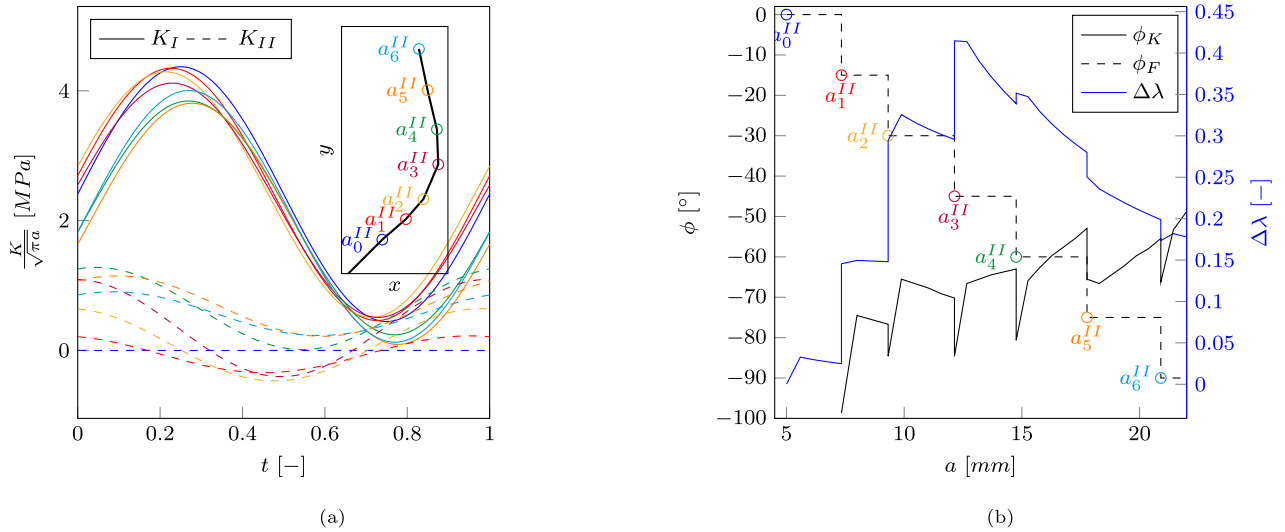 K_I K_{II}
4
2
0
K/√πa [MPa]
0 0.2 0.4 0.6 0.8 1
t [−]
y
x
a_6^{II}
a_5^{II}
a_4^{II}
a_3^{II}
a_2^{II}
a_1^{II}
a_0^{II}
(a)
0
−10
−20
−30
−40
−50
−60
−70
−80
−90
−100
ϕ [°]
5 10 15 20
a [mm]
a_0^{II}
a_1^{II}
a_2^{II}
a_3^{II}
a_4^{II}
a_5^{II}
a_6^{II}
ϕ_K
ϕ_F
Δλ
0.45
0.4
0.35
0.3
0.25
0.2
0.15
0.1
0.05
0
Δλ [−]
(b)